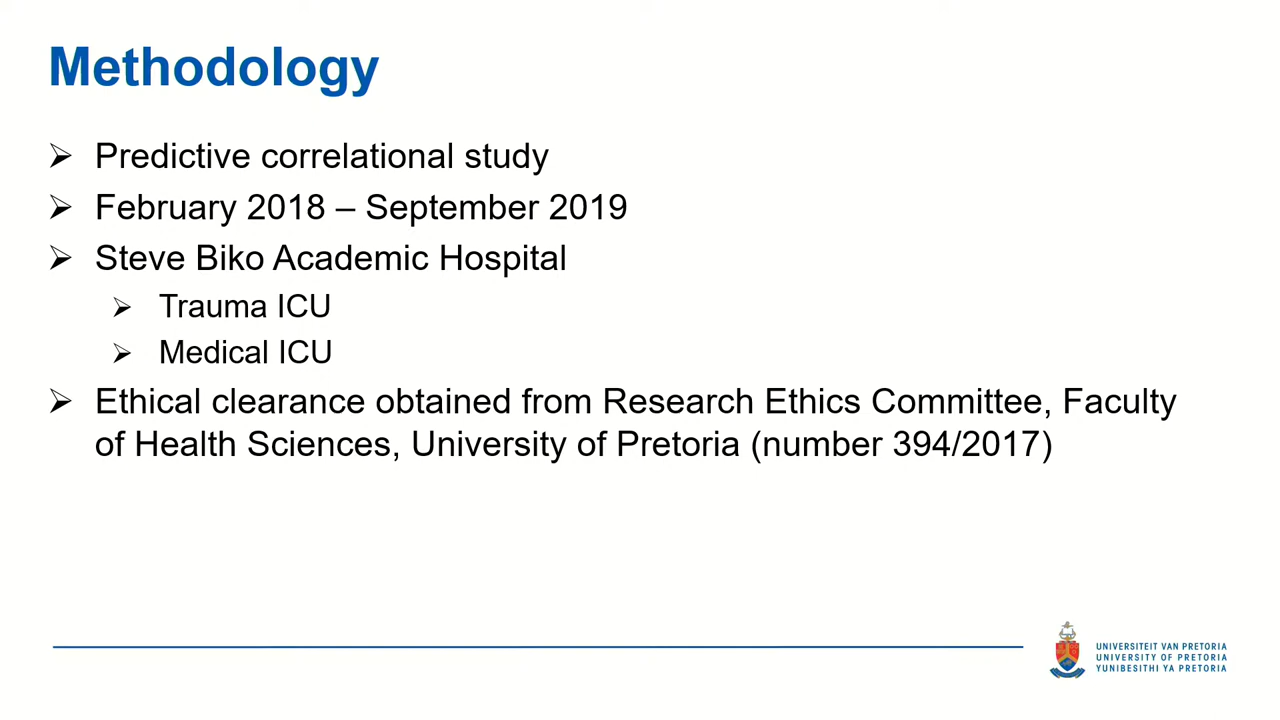 Methodology
➢ Predictive correlational study
➢ February 2018 – September 2019
➢ Steve Biko Academic Hospital
➢ Trauma ICU
➢ Medical ICU
➢ Ethical clearance obtained from Research Ethics Committee, Faculty
of Health Sciences, University of Pretoria (number 394/2017)
UNIVERSITEIT VAN PRETORIA
UNIVERSITY OF PRETORIA
YUNIBESITHI YA PRETORIA